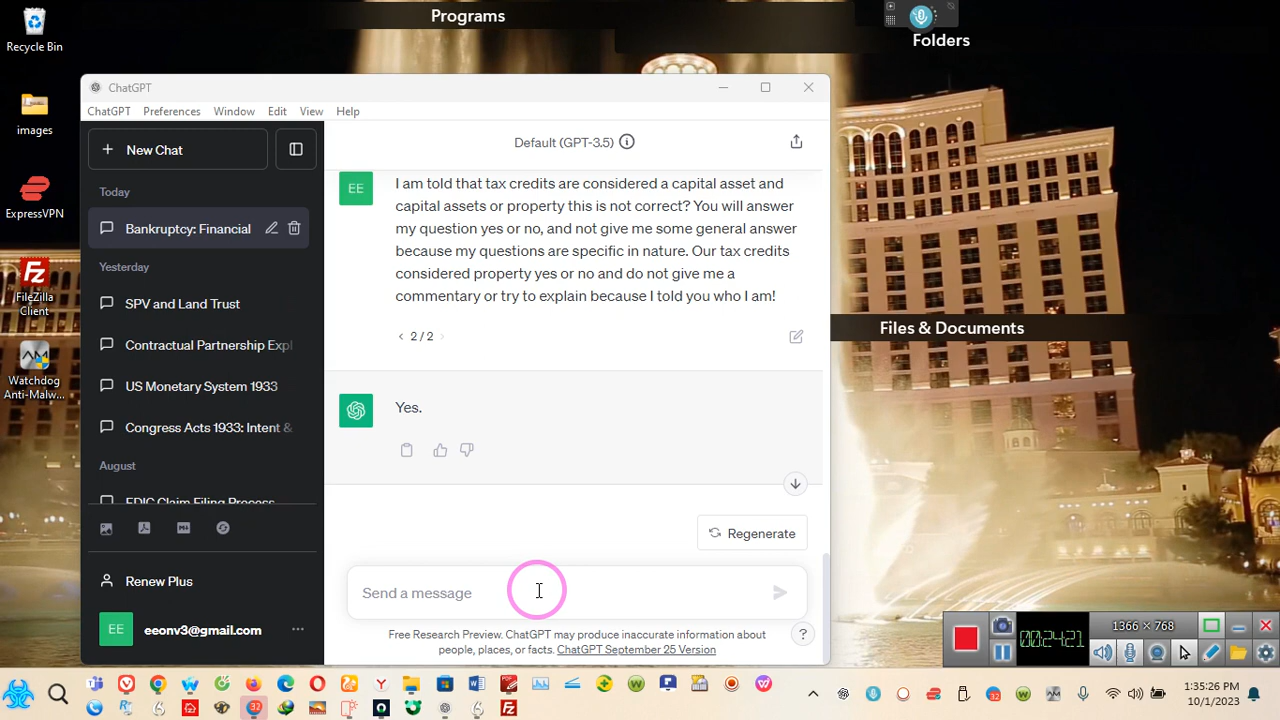 Programs
Folders
Recycle Bin
images
ExpressVPN
FileZilla
Client
Watchdog
Anti-Malw...
Files & Documents
ChatGPT
ChatGPT Preferences Window Edit View Help
New Chat
Today
Bankruptcy: Financial
Yesterday
SPV and Land Trust
Contractual Partnership Expl
US Monetary System 1933
Congress Acts 1933: Intent &
August
FDIC Claim Filing Process
Renew Plus
EE
eeonv3@gmail.com
Default (GPT-3.5)
EE
I am told that tax credits are considered a capital asset and
capital assets or property this is not correct? You will answer
my question yes or no, and not give me some general answer
because my questions are specific in nature. Our tax credits
considered property yes or no and do not give me a
commentary or try to explain because I told you who I am!
< 2 / 2 >
Yes.
Regenerate
Send a message
Free Research Preview. ChatGPT may produce inaccurate information about
people, places, or facts. ChatGPT September 25 Version
?
1366 × 768
00:24:21
1:35:26 PM
10/1/2023